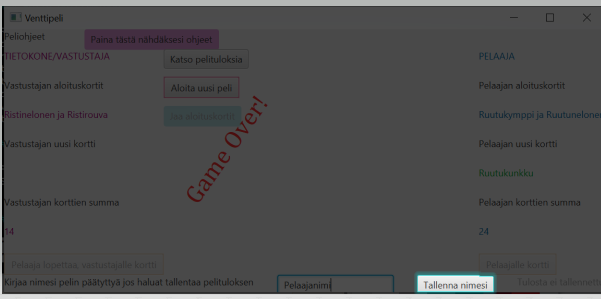 Venttipeli
Peliohjeet
Paina tästä nähdäksesi ohjeet
TIETOKONE/VASTUSTAJA
Katso pelituloksia
PELAAJA
Vastustajan aloituskortit
Aloita uusi peli
Pelaajan aloituskortit
Ristinelonen ja Ristirouva
Jaa aloituskortit
Ruutukymppi ja Ruutunelonen
Game Over!
Vastustajan uusi kortti
Pelaajan uusi kortti
Ruutukunkku
Vastustajan korttien summa
Pelaajan korttien summa
14
24
Pelaaja lopettaa: vastustajalle kortti
Pelaajalle kortti
Kirjaa nimesi pelin päätyttyä jos haluat tallentaa pelituloksen
Pelaajanimi
Tallenna nimesi
Tulosta ei tallennettu